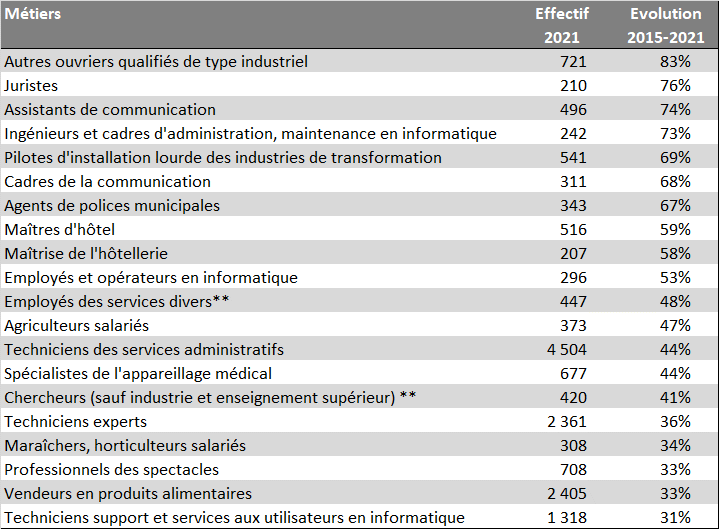 Métiers Effectif Evolution
2021 2015-2021
Autres ouvriers qualifiés de type industriel 721 83%
Juristes 210 76%
Assistants de communication 496 74%
Ingénieurs et cadres d'administration, maintenance en informatique 242 73%
Pilotes d'installation lourde des industries de transformation 541 69%
Cadres de la communication 311 68%
Agents de polices municipales 343 67%
Maîtres d'hôtel 516 59%
Maîtrise de l'hôtellerie 207 58%
Employés et opérateurs en informatique 296 53%
Employés des services divers** 447 48%
Agriculteurs salariés 373 47%
Techniciens des services administratifs 4 504 44%
Spécialistes de l'appareillage médical 677 44%
Chercheurs (sauf industrie et enseignement supérieur) ** 420 41%
Techniciens experts 2 361 36%
Maraîchers, horticulteurs salariés 308 34%
Professionnels des spectacles 708 33%
Vendeurs en produits alimentaires 2 405 33%
Techniciens support et services aux utilisateurs en informatique 1 318 31%